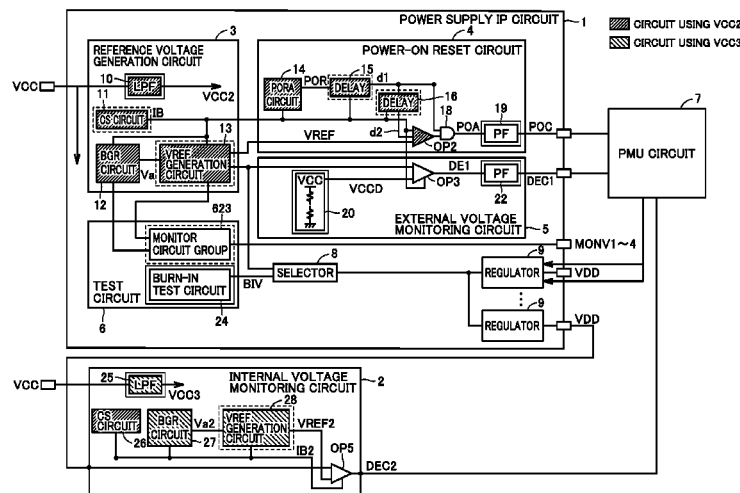 POWER SUPPLY IP CIRCUIT 1
CIRCUIT USING VCC2
CIRCUIT USING VCC3
REFERENCE VOLTAGE
GENERATION CIRCUIT
3
4
POWER-ON RESET CIRCUIT
VCC
10
LPF
VCC2
11
CS CIRCUIT
IB
14
PORA
CIRCUIT
POR
15
DELAY
d1
DELAY
16
18
19
7
13
BGR
CIRCUIT
12
Va
VREF
GENERATION
CIRCUIT
VREF
d2
OP2
POA
PF
POC
PMU CIRCUIT
VCC
20
VCCD
DE1
OP3
PF
22
DEC1
EXTERNAL VOLTAGE
MONITORING CIRCUIT
5
623
MONITOR
CIRCUIT GROUP
MONV1~4
TEST
CIRCUIT
6
BURN-IN
TEST CIRCUIT
24
BIV
8
SELECTOR
9
REGULATOR
VDD
9
REGULATOR
VDD
VCC
25
LPF
VCC3
INTERNAL VOLTAGE
MONITORING CIRCUIT
2
CS
CIRCUIT
26
BGR
CIRCUIT
27
Va2
28
VREF
GENERATION
CIRCUIT
VREF2
IB2
OP5
DEC2